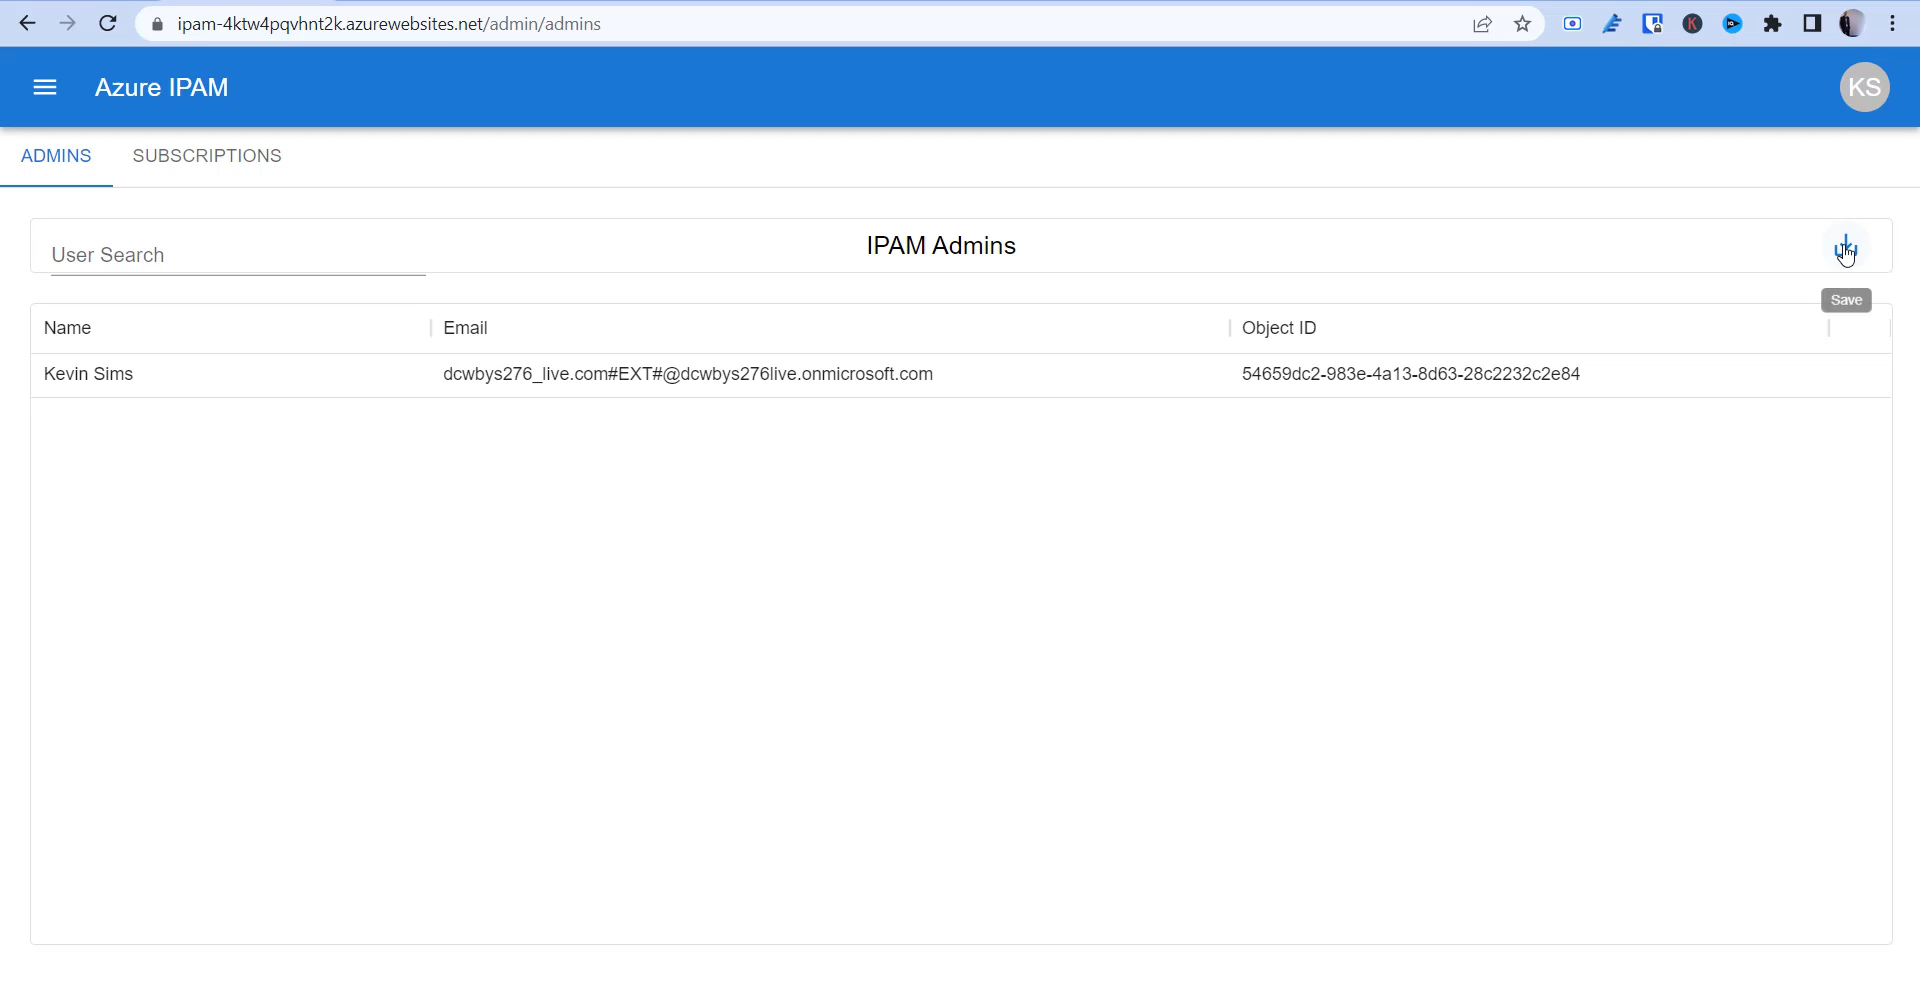 ipam-4ktw4pqvhnt2k.azurewebsites.net/admin/admins
K
Azure IPAM
KS
ADMINS SUBSCRIPTIONS
User Search
IPAM Admins
Save
Name Email Object ID
Kevin Sims dcwbys276_live.com#EXT#@dcwbys276live.onmicrosoft.com 54659dc2-983e-4a13-8d63-28c2232c2e84